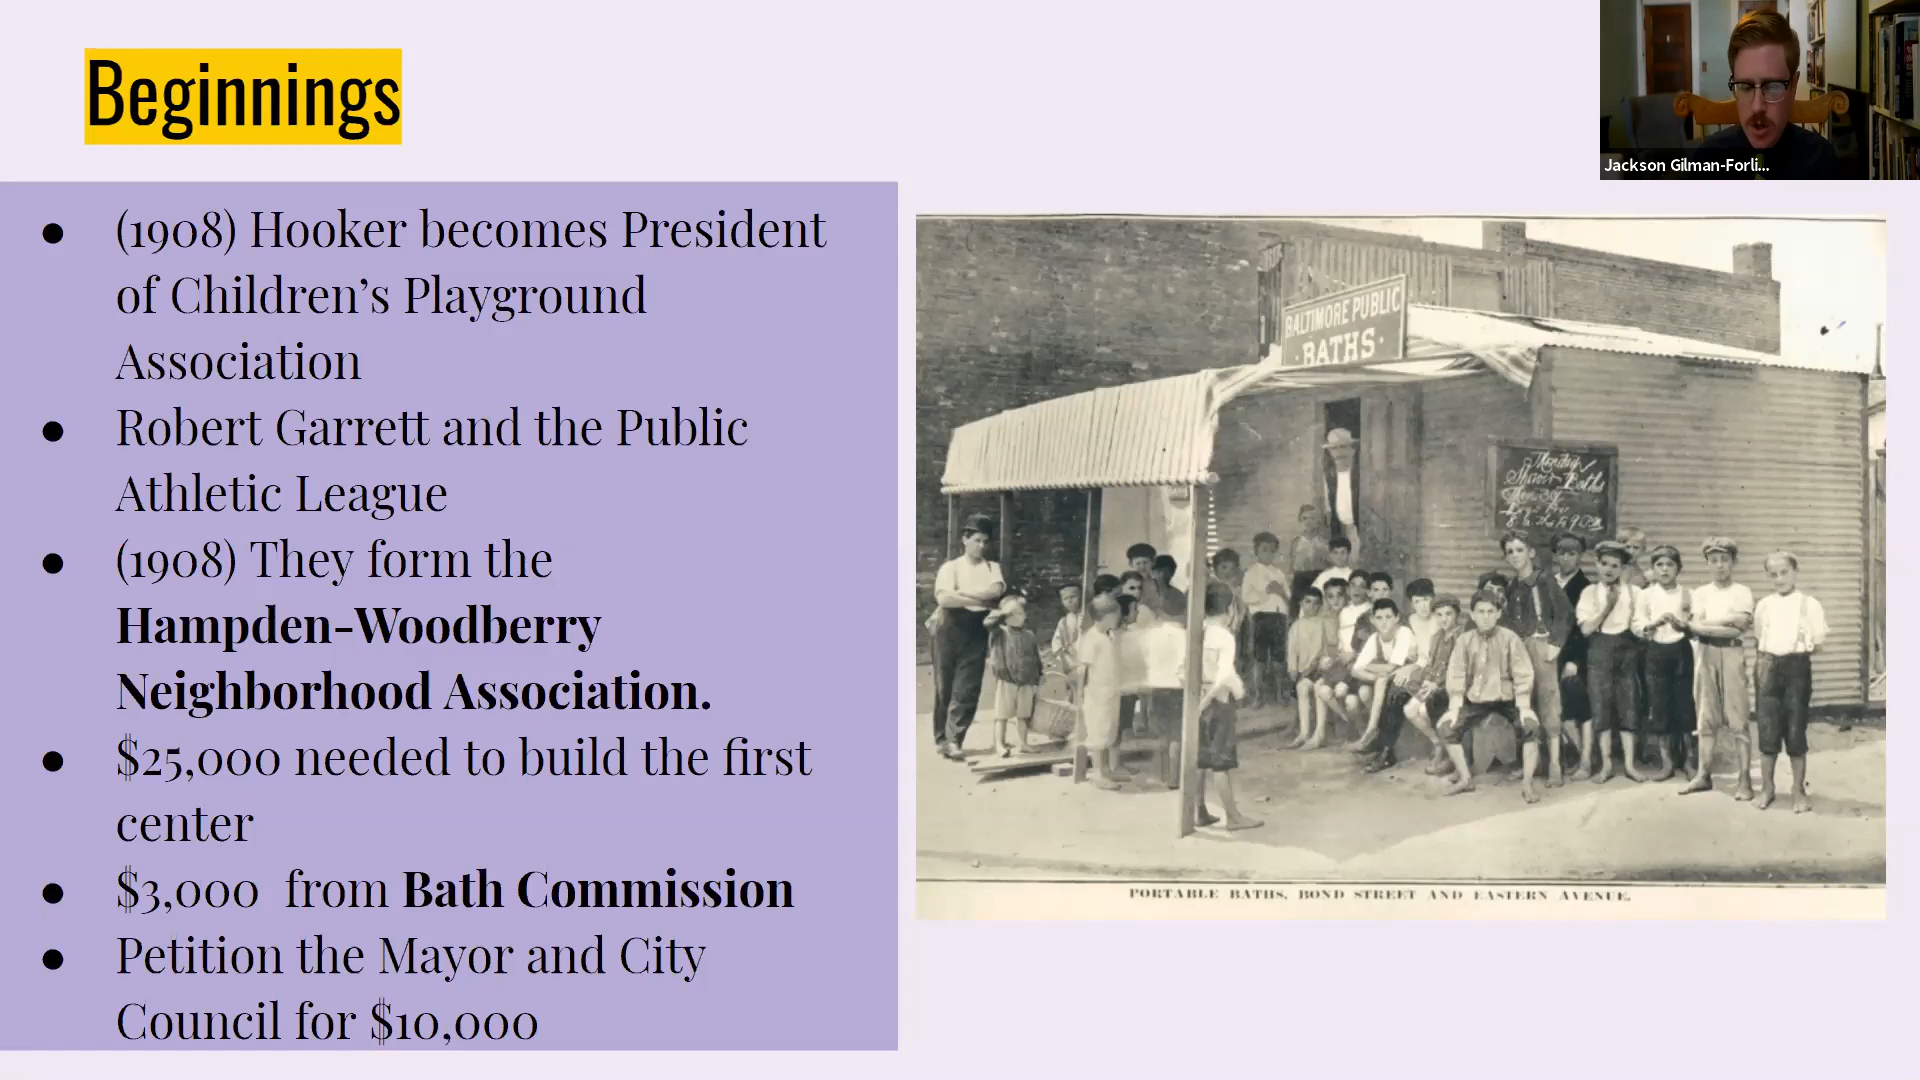 Beginnings
Jackson Gilman-Forli...
● (1908) Hooker becomes President
of Children’s Playground
Association
● Robert Garrett and the Public
Athletic League
● (1908) They form the
Hampden-Woodberry
Neighborhood Association.
● $25,000 needed to build the first
center
● $3,000 from Bath Commission
● Petition the Mayor and City
Council for $10,000
BALTIMORE PUBLIC
·BATHS·
Monday
Shower Baths
PORTABLE BATHS, BOND STREET AND EASTERN AVENUE.